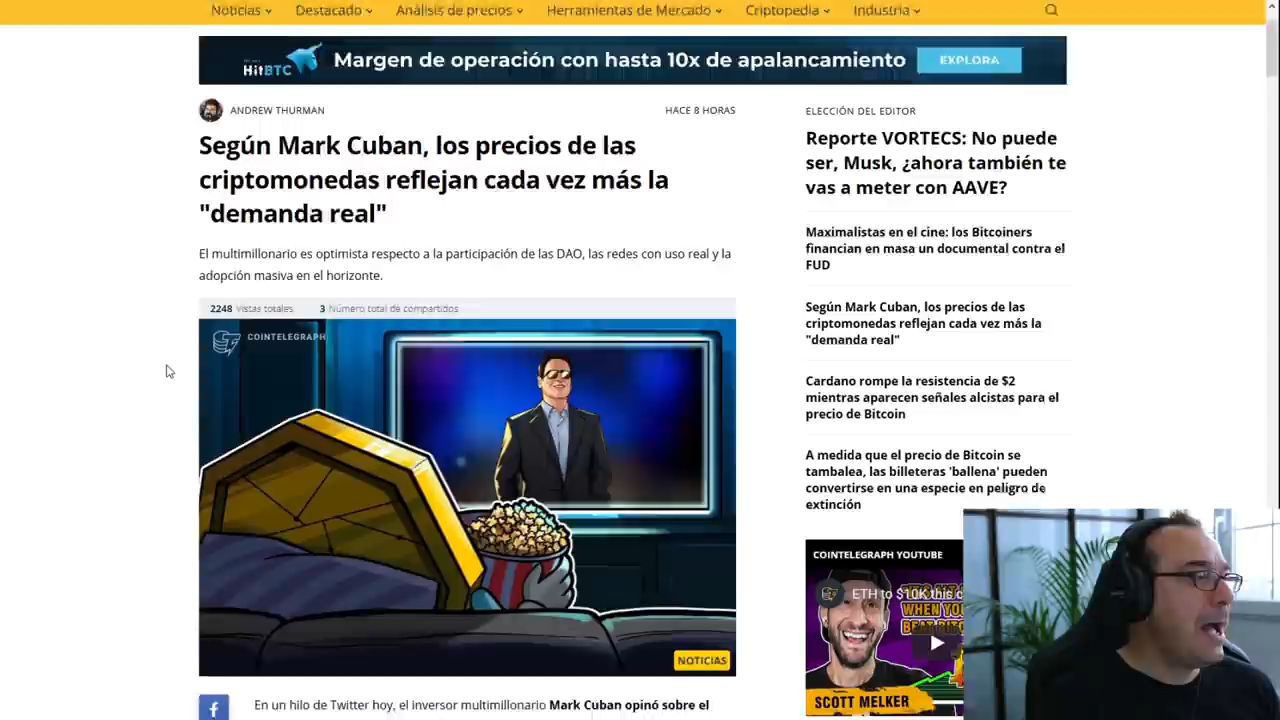 Noticias
Destacado
Análisis de precios
Herramientas de Mercado
Criptopedia
Industria
HitBTC
Margen de operación con hasta 10x de apalancamiento
EXPLORA
ANDREW THURMAN
HACE 8 HORAS
Según Mark Cuban, los precios de las
criptomonedas reflejan cada vez más la
"demanda real"
El multimillonario es optimista respecto a la participación de las DAO, las redes con uso real y la
adopción masiva en el horizonte.
2248 Vistas totales
3 Número total de compartidos
COINTELEGRAPH
NOTICIAS
En un hilo de Twitter hoy, el inversor multimillonario Mark Cuban opinó sobre el
ELECCIÓN DEL EDITOR
Reporte VORTECS: No puede
ser, Musk, ¿ahora también te
vas a meter con AAVE?
Maximalistas en el cine: los Bitcoiners
financian en masa un documental contra el
FUD
Según Mark Cuban, los precios de las
criptomonedas reflejan cada vez más la
"demanda real"
Cardano rompe la resistencia de $2
mientras aparecen señales alcistas para el
precio de Bitcoin
A medida que el precio de Bitcoin se
tambalea, las billeteras 'ballena' pueden
convertirse en una especie en peligro de
extinción
COINTELEGRAPH YOUTUBE
ETH to $10K this
WHEN YOU
SCOTT MELKER